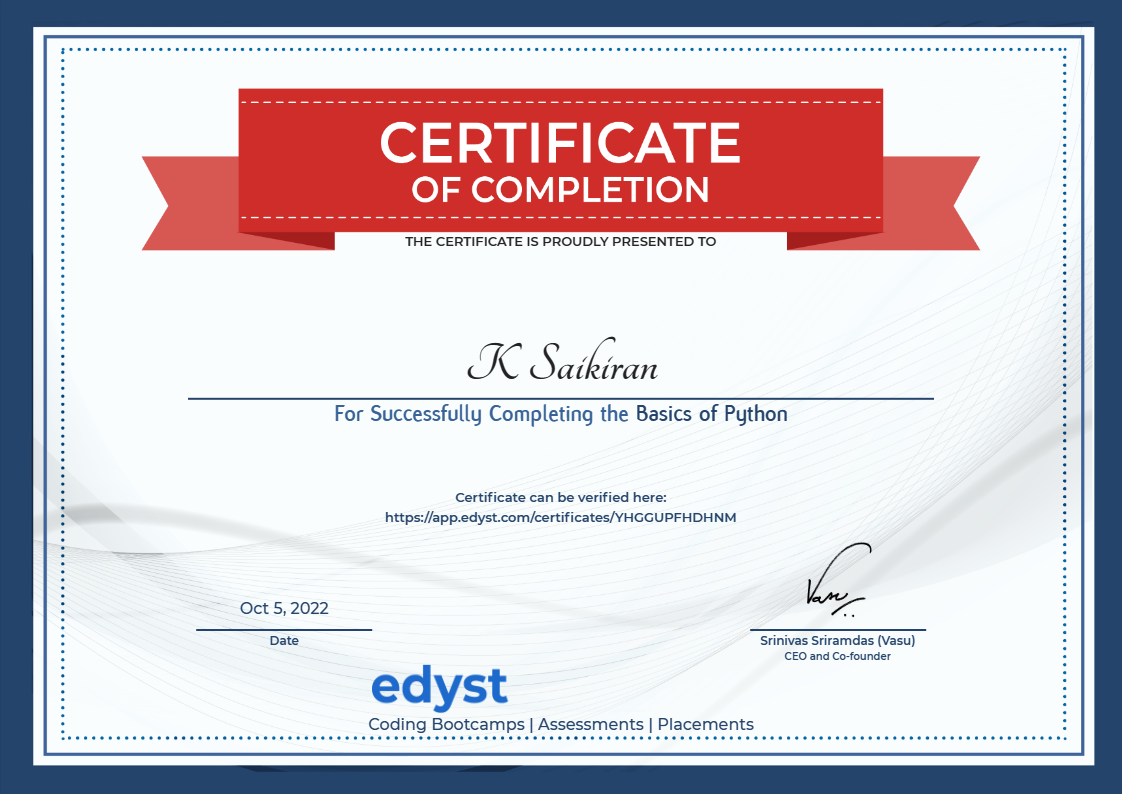 CERTIFICATE
OF COMPLETION
THE CERTIFICATE IS PROUDLY PRESENTED TO
K Saikiran
For Successfully Completing the Basics of Python
Certificate can be verified here:
https://app.edyst.com/certificates/YHGGUPFHDHNM
Oct 5, 2022
Date
Vasu
Srinivas Sriramdas (Vasu)
CEO and Co-founder
edyst
Coding Bootcamps | Assessments | Placements